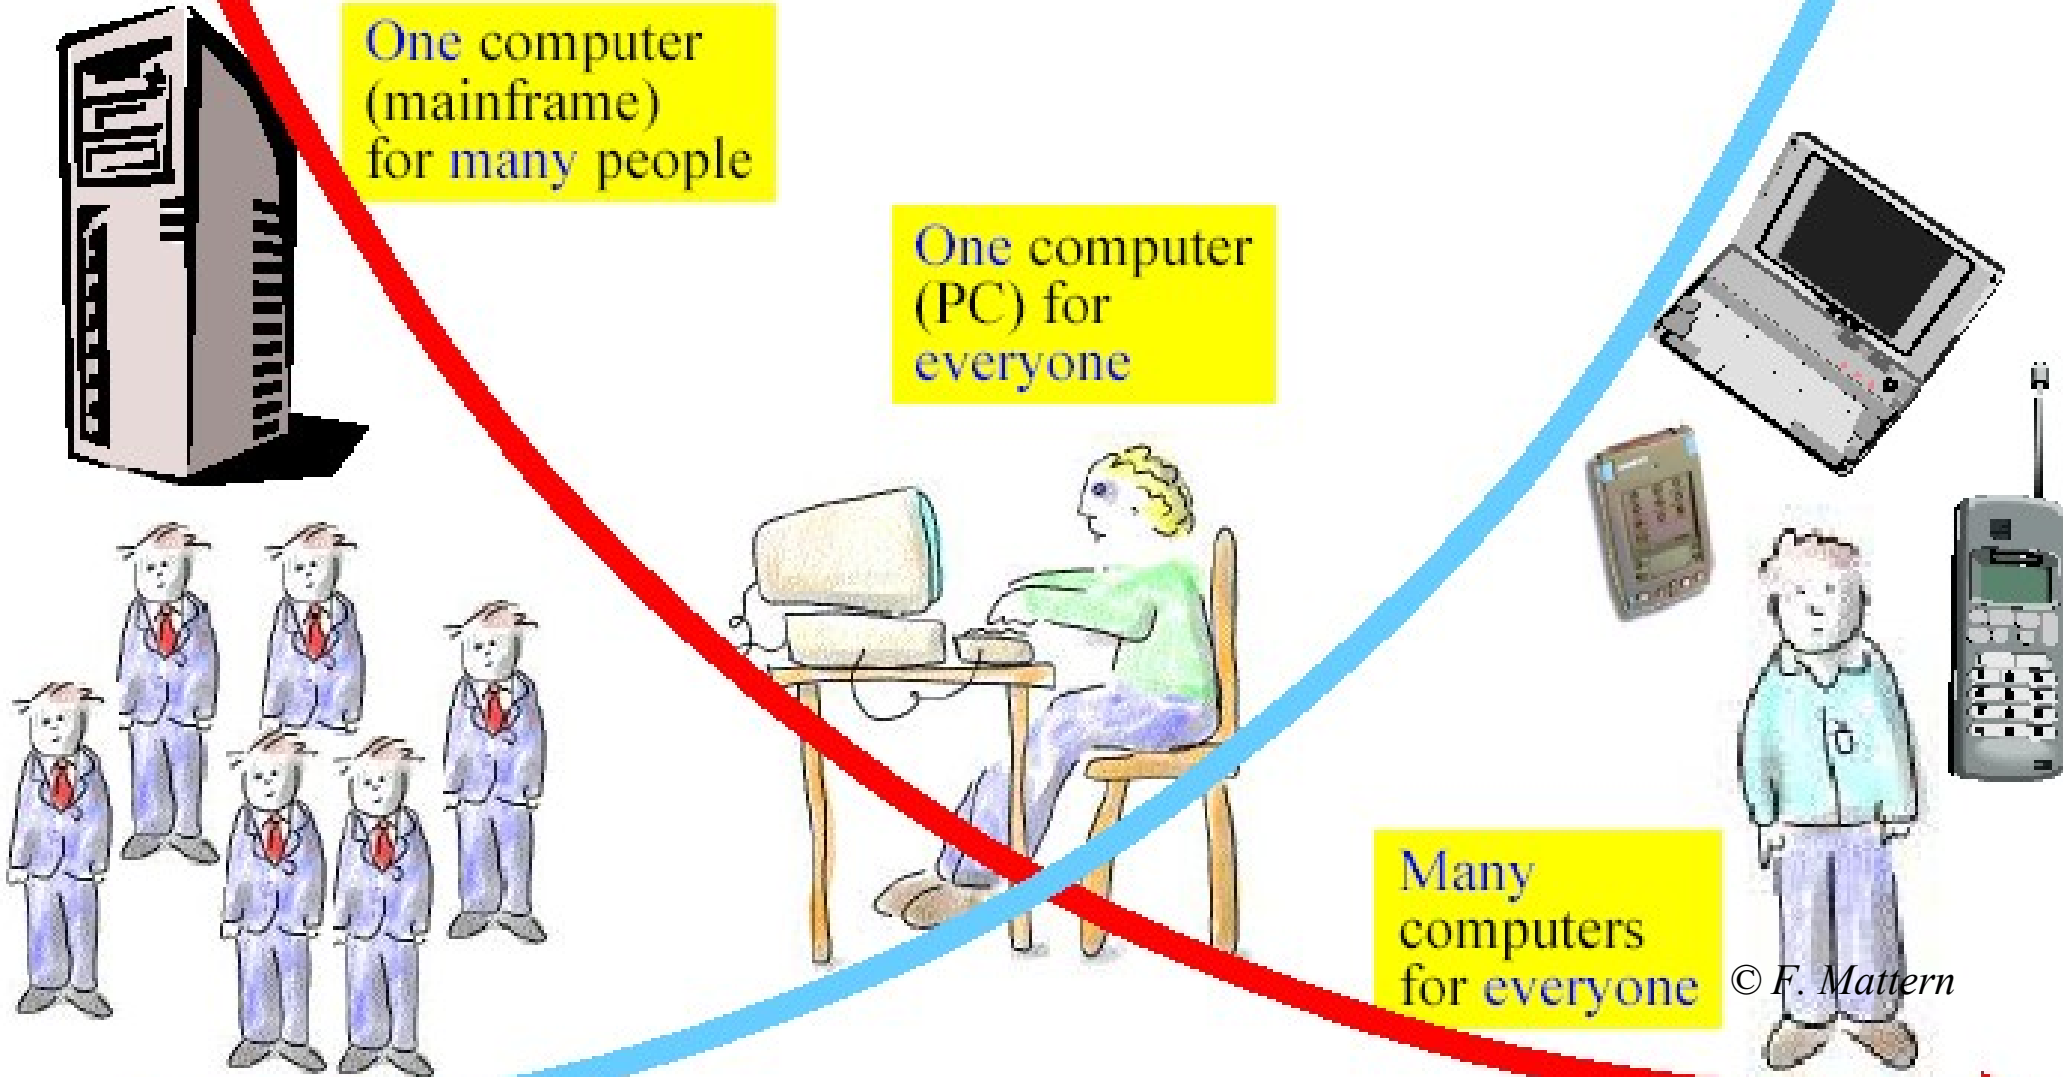 One computer
(mainframe)
for many people
One computer
(PC) for
everyone
Many
computers
for everyone
© F. Mattern